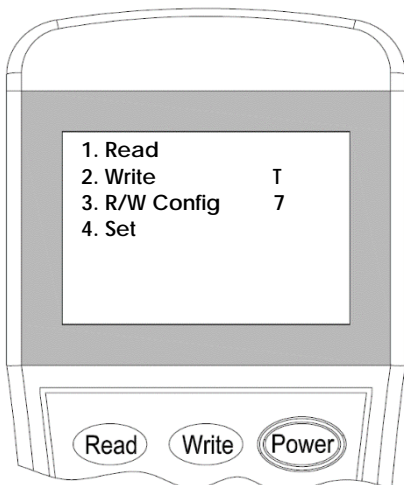 1. Read
2. Write T
3. R/W Config 7
4. Set
Read Write Power